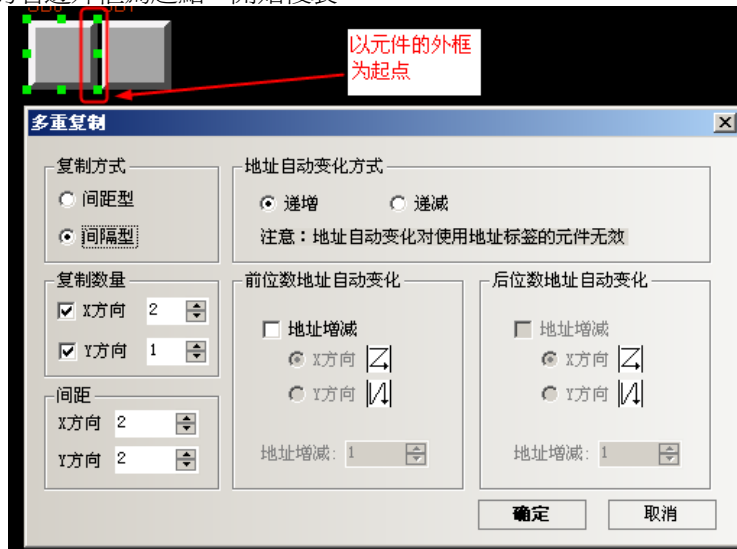 以元件的外框
为起点
多重复制
复制方式
间距型
间隔型
地址自动变化方式
递增 递减
注意：地址自动变化对使用地址标签的元件无效
复制数量
X方向 2
Y方向 1
间距
X方向 2
Y方向 2
前位数地址自动变化
地址增减
X方向
Y方向
地址增减: 1
后位数地址自动变化
地址增减
X方向
Y方向
地址增减: 1
确定 取消